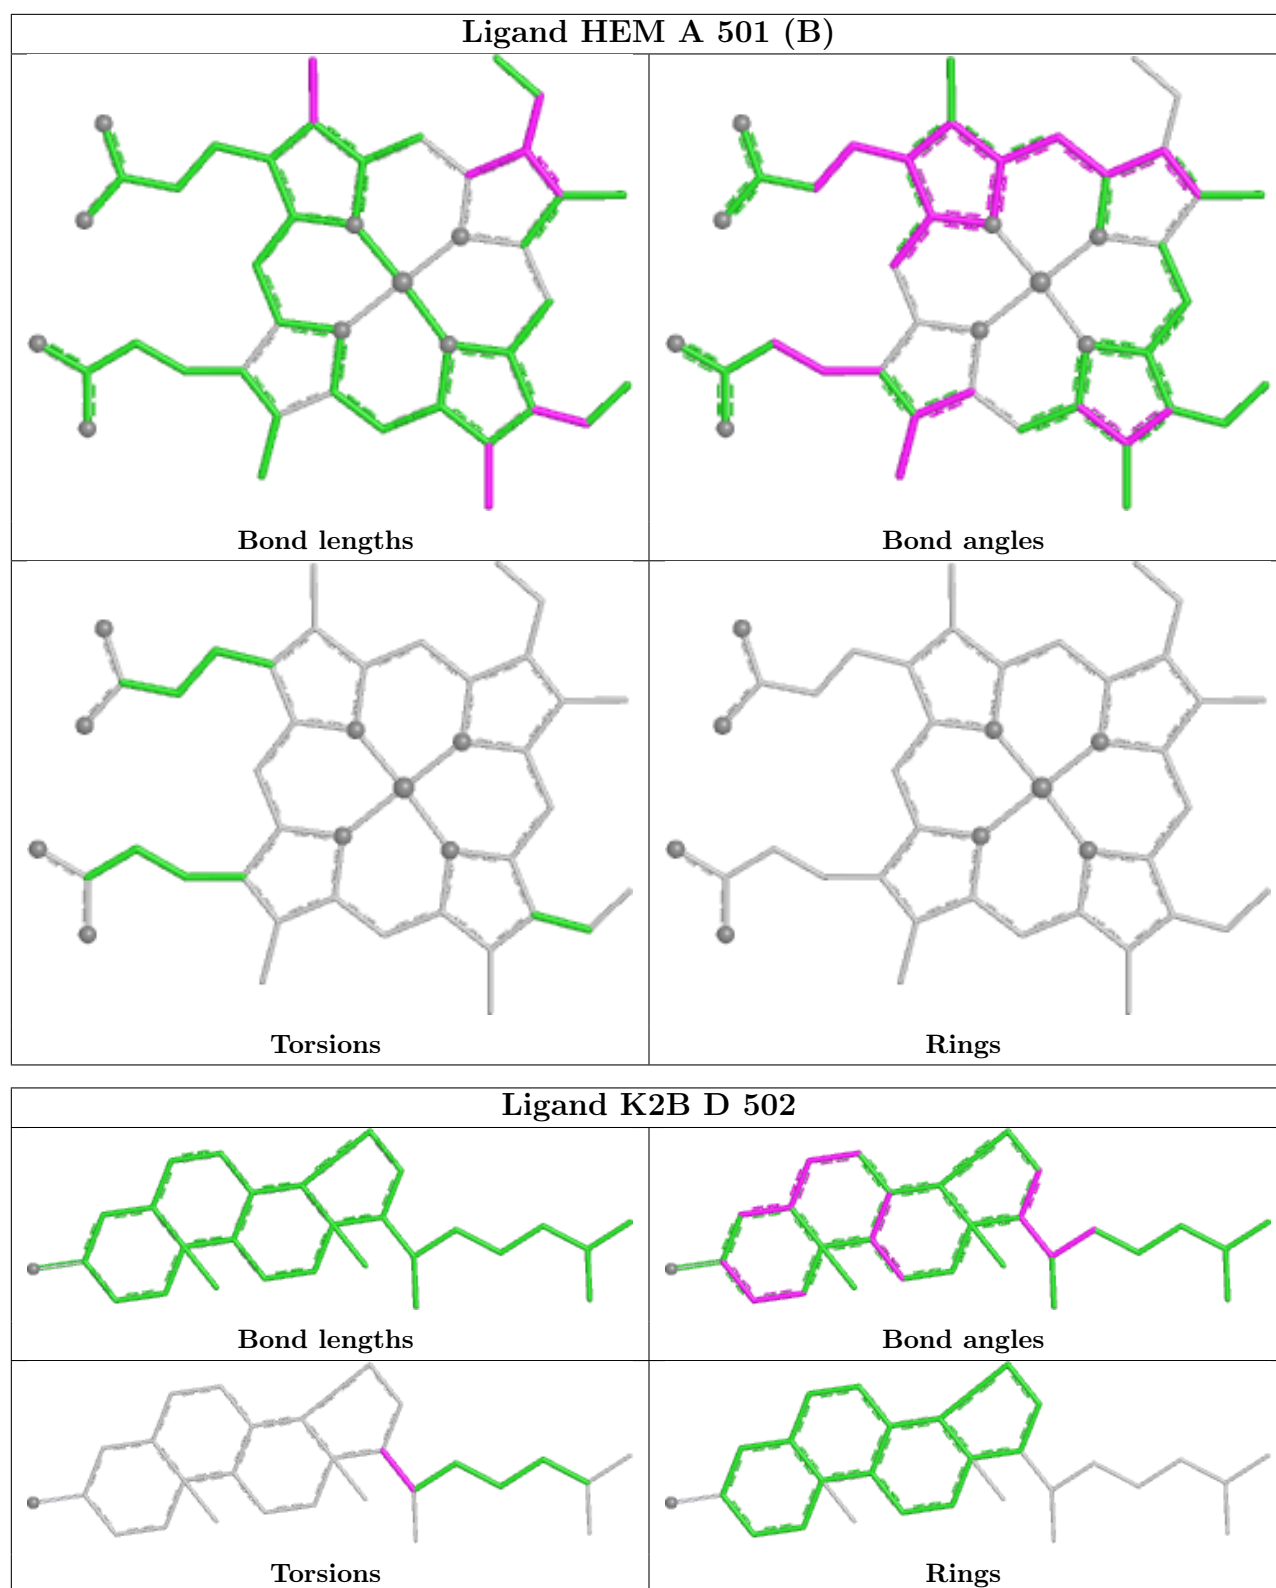 Ligand HEM A 501 (B)
Bond lengths
Bond angles
Torsions
Rings
Ligand K2B D 502
Bond lengths
Bond angles
Torsions
Rings